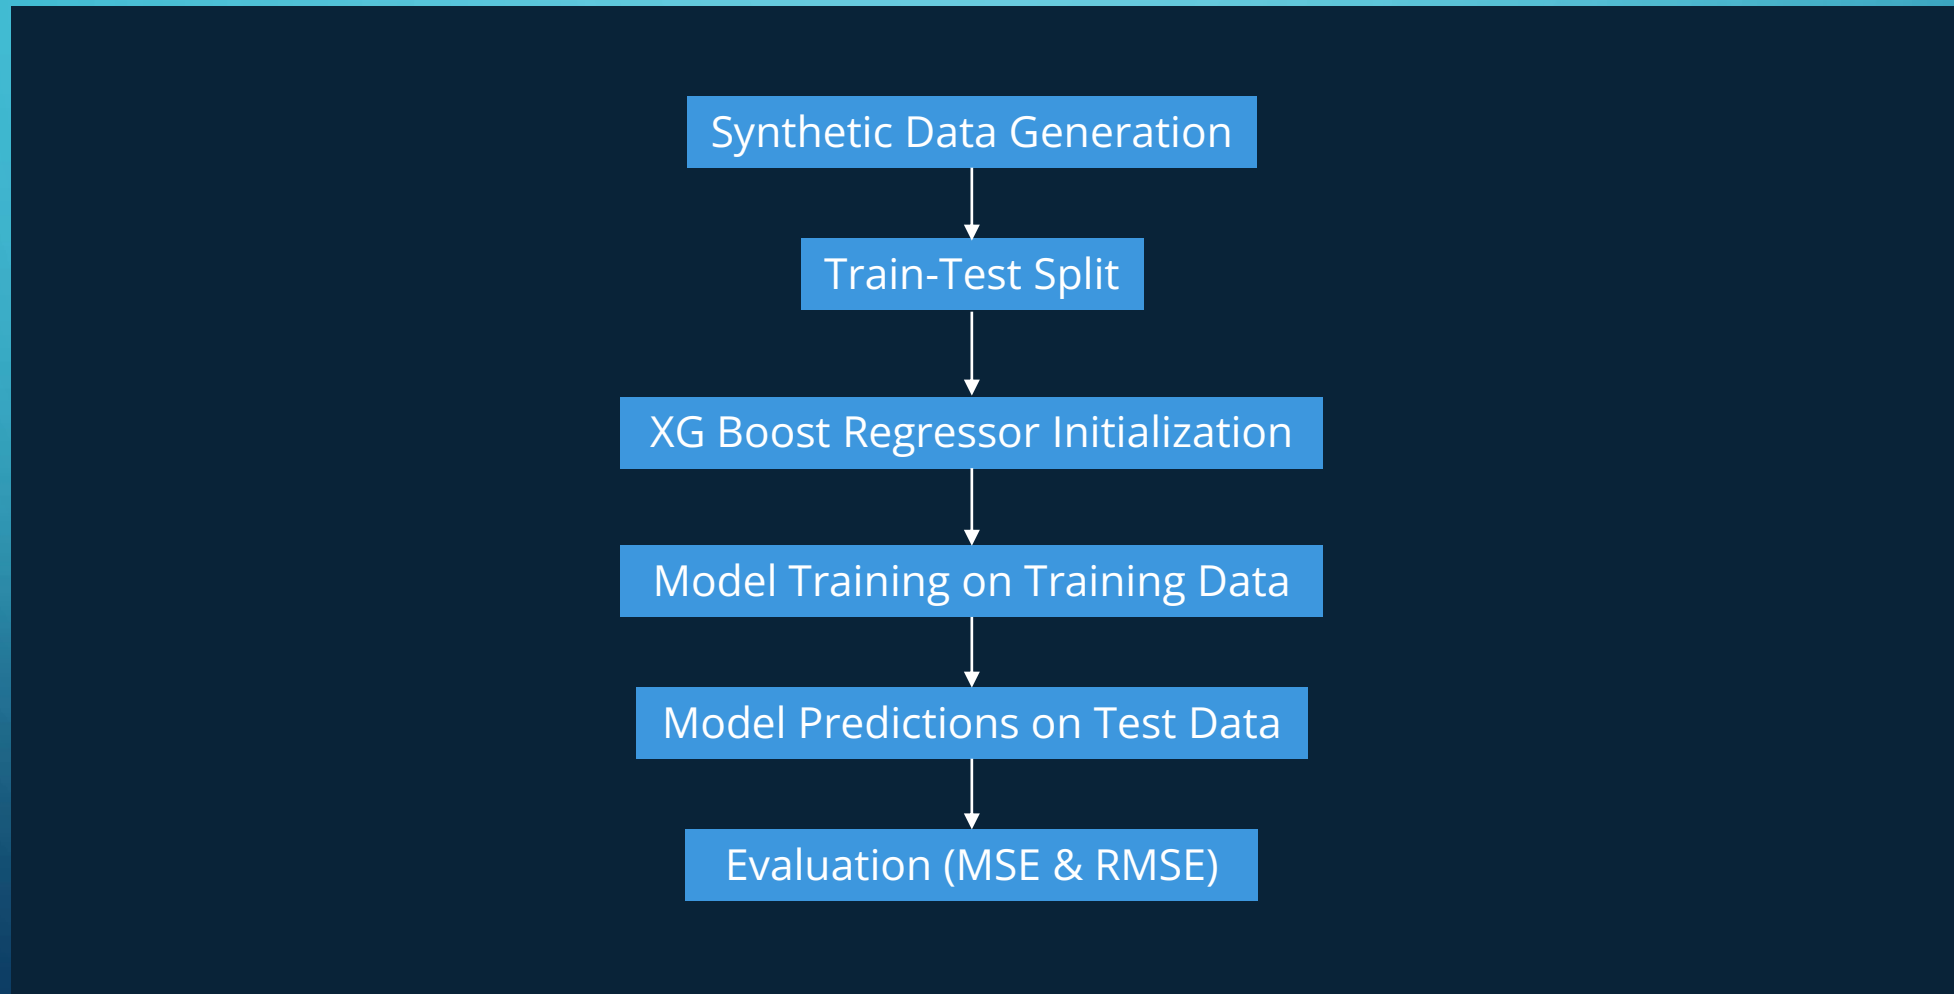 Synthetic Data Generation
Train-Test Split
XG Boost Regressor Initialization
Model Training on Training Data
Model Predictions on Test Data
Evaluation (MSE & RMSE)